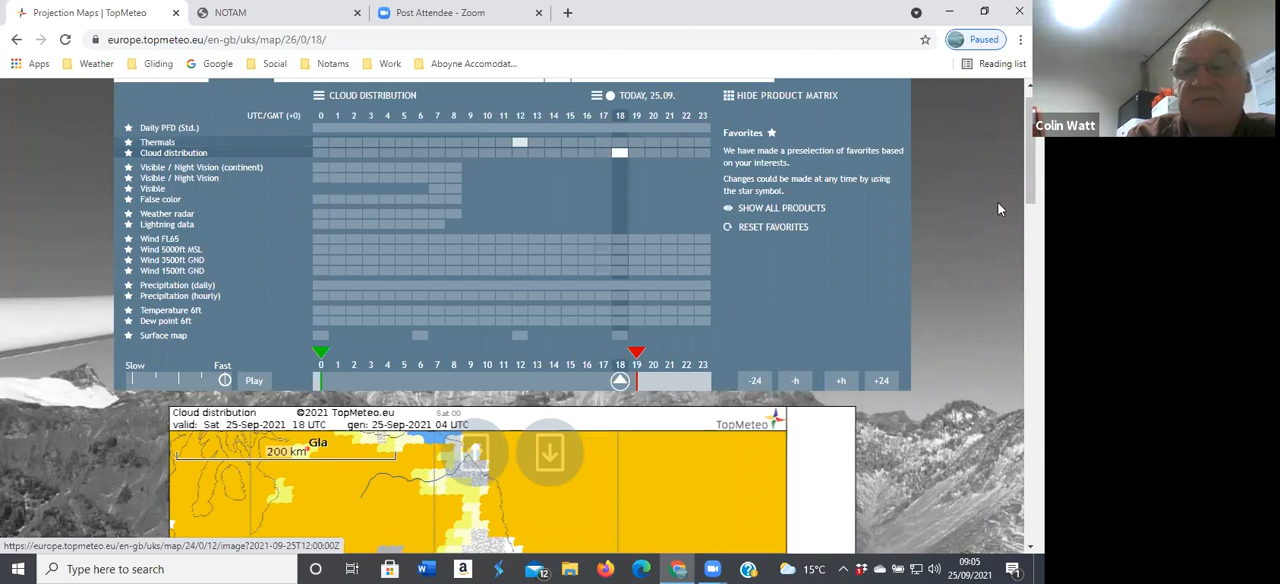 Projection Maps | TopMeteo
NOTAM
Post Attendee - Zoom
europe.topmeteo.eu/en-gb/uks/map/26/0/18/
Paused
Apps
Weather
Gliding
Google
Social
Notams
Work
Aboyne Accomodat...
Reading list
Colin Watt
CLOUD DISTRIBUTION
TODAY, 25.09.
HIDE PRODUCT MATRIX
UTC/GMT (+0) 0 1 2 3 4 5 6 7 8 9 10 11 12 13 14 15 16 17 18 19 20 21 22 23
Daily PFD (Std.)
Thermals
Cloud distribution
Visible / Night Vision (continent)
Visible / Night Vision
Visible
False color
Weather radar
Lightning data
Wind FL65
Wind 5000ft MSL
Wind 3500ft GND
Wind 1500ft GND
Precipitation (daily)
Precipitation (hourly)
Temperature 6ft
Dew point 6ft
Surface map
Favorites
We have made a preselection of favorites based
on your interests.
Changes could be made at any time by using
the star symbol.
SHOW ALL PRODUCTS
RESET FAVORITES
0 1 2 3 4 5 6 7 8 9 10 11 12 13 14 15 16 17 18 19 20 21 22 23
Slow
Fast
Play
-24
-h
+h
+24
Cloud distribution ©2021 TopMeteo.eu Sat 00
valid: Sat 25-Sep-2021 18 UTC gen: 25-Sep-2021 04 UTC
TopMeteo
Gla
200 km
https://europe.topmeteo.eu/en-gb/uks/map/24/0/12/image?2021-09-25T12:00:00Z
Type here to search
12
15°C
09:05
25/09/2021
1